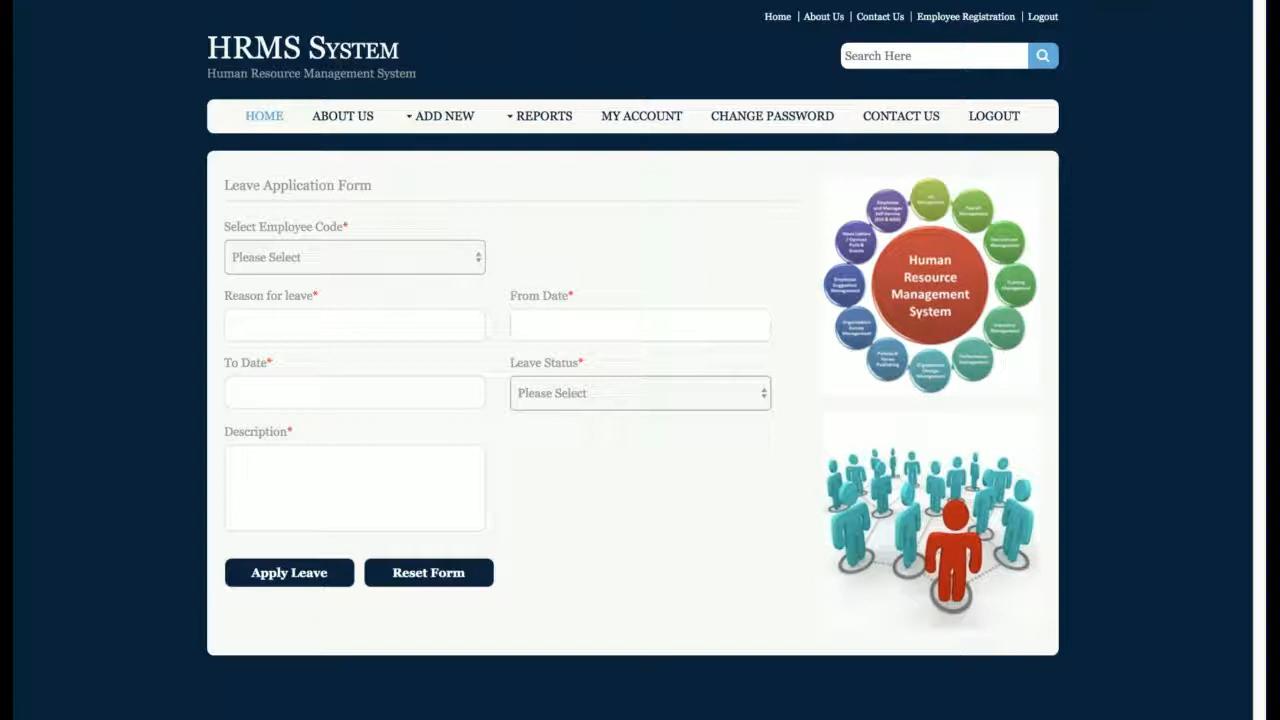 Home | About Us | Contact Us | Employee Registration | Logout
HRMS System
Human Resource Management System
Search Here
HOME ABOUT US ADD NEW REPORTS MY ACCOUNT CHANGE PASSWORD CONTACT US LOGOUT
Leave Application Form
Select Employee Code*
Please Select
Reason for leave* From Date*
To Date* Leave Status*
Please Select
Description*
Apply Leave Reset Form
Human
Resource
Management
System